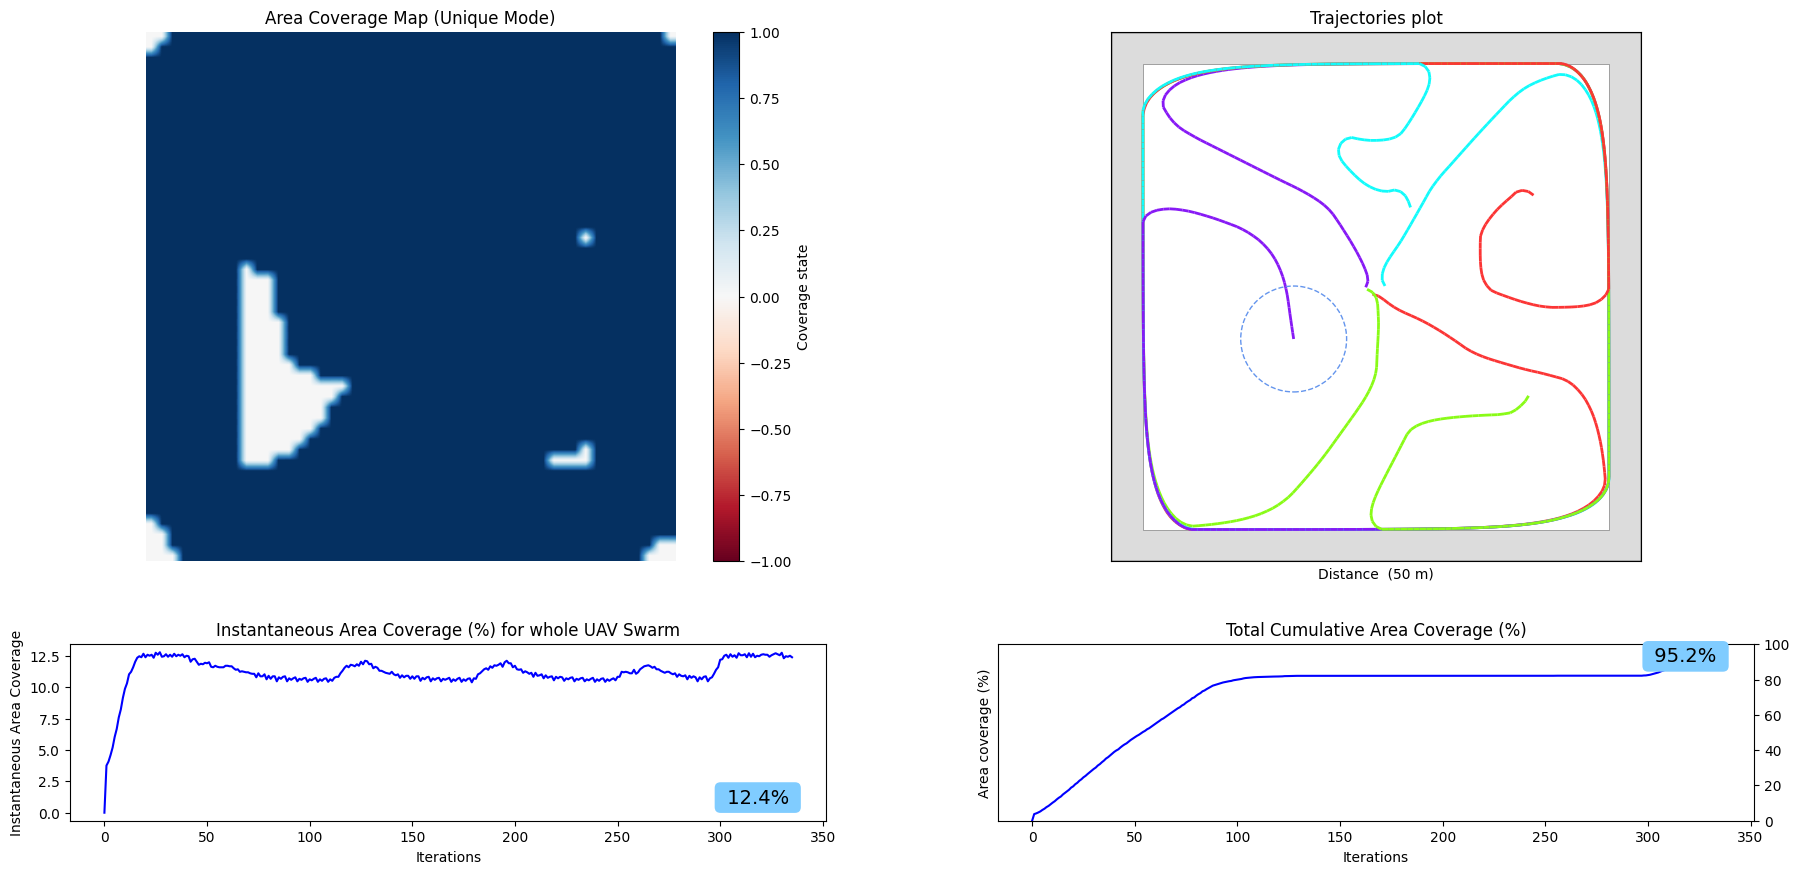 Area Coverage Map (Unique Mode)
1.00
0.75
0.50
0.25
0.00
−0.25
−0.50
−0.75
−1.00
Coverage state
Trajectories plot
Distance  (50 m)
Instantaneous Area Coverage (%) for whole UAV Swarm
Instantaneous Area Coverage
12.5
10.0
7.5
5.0
2.5
0.0
12.4%
0 50 100 150 200 250 300 350
Iterations
Total Cumulative Area Coverage (%)
Area coverage (%)
95.2%
100
80
60
40
20
0
0 50 100 150 200 250 300 350
Iterations